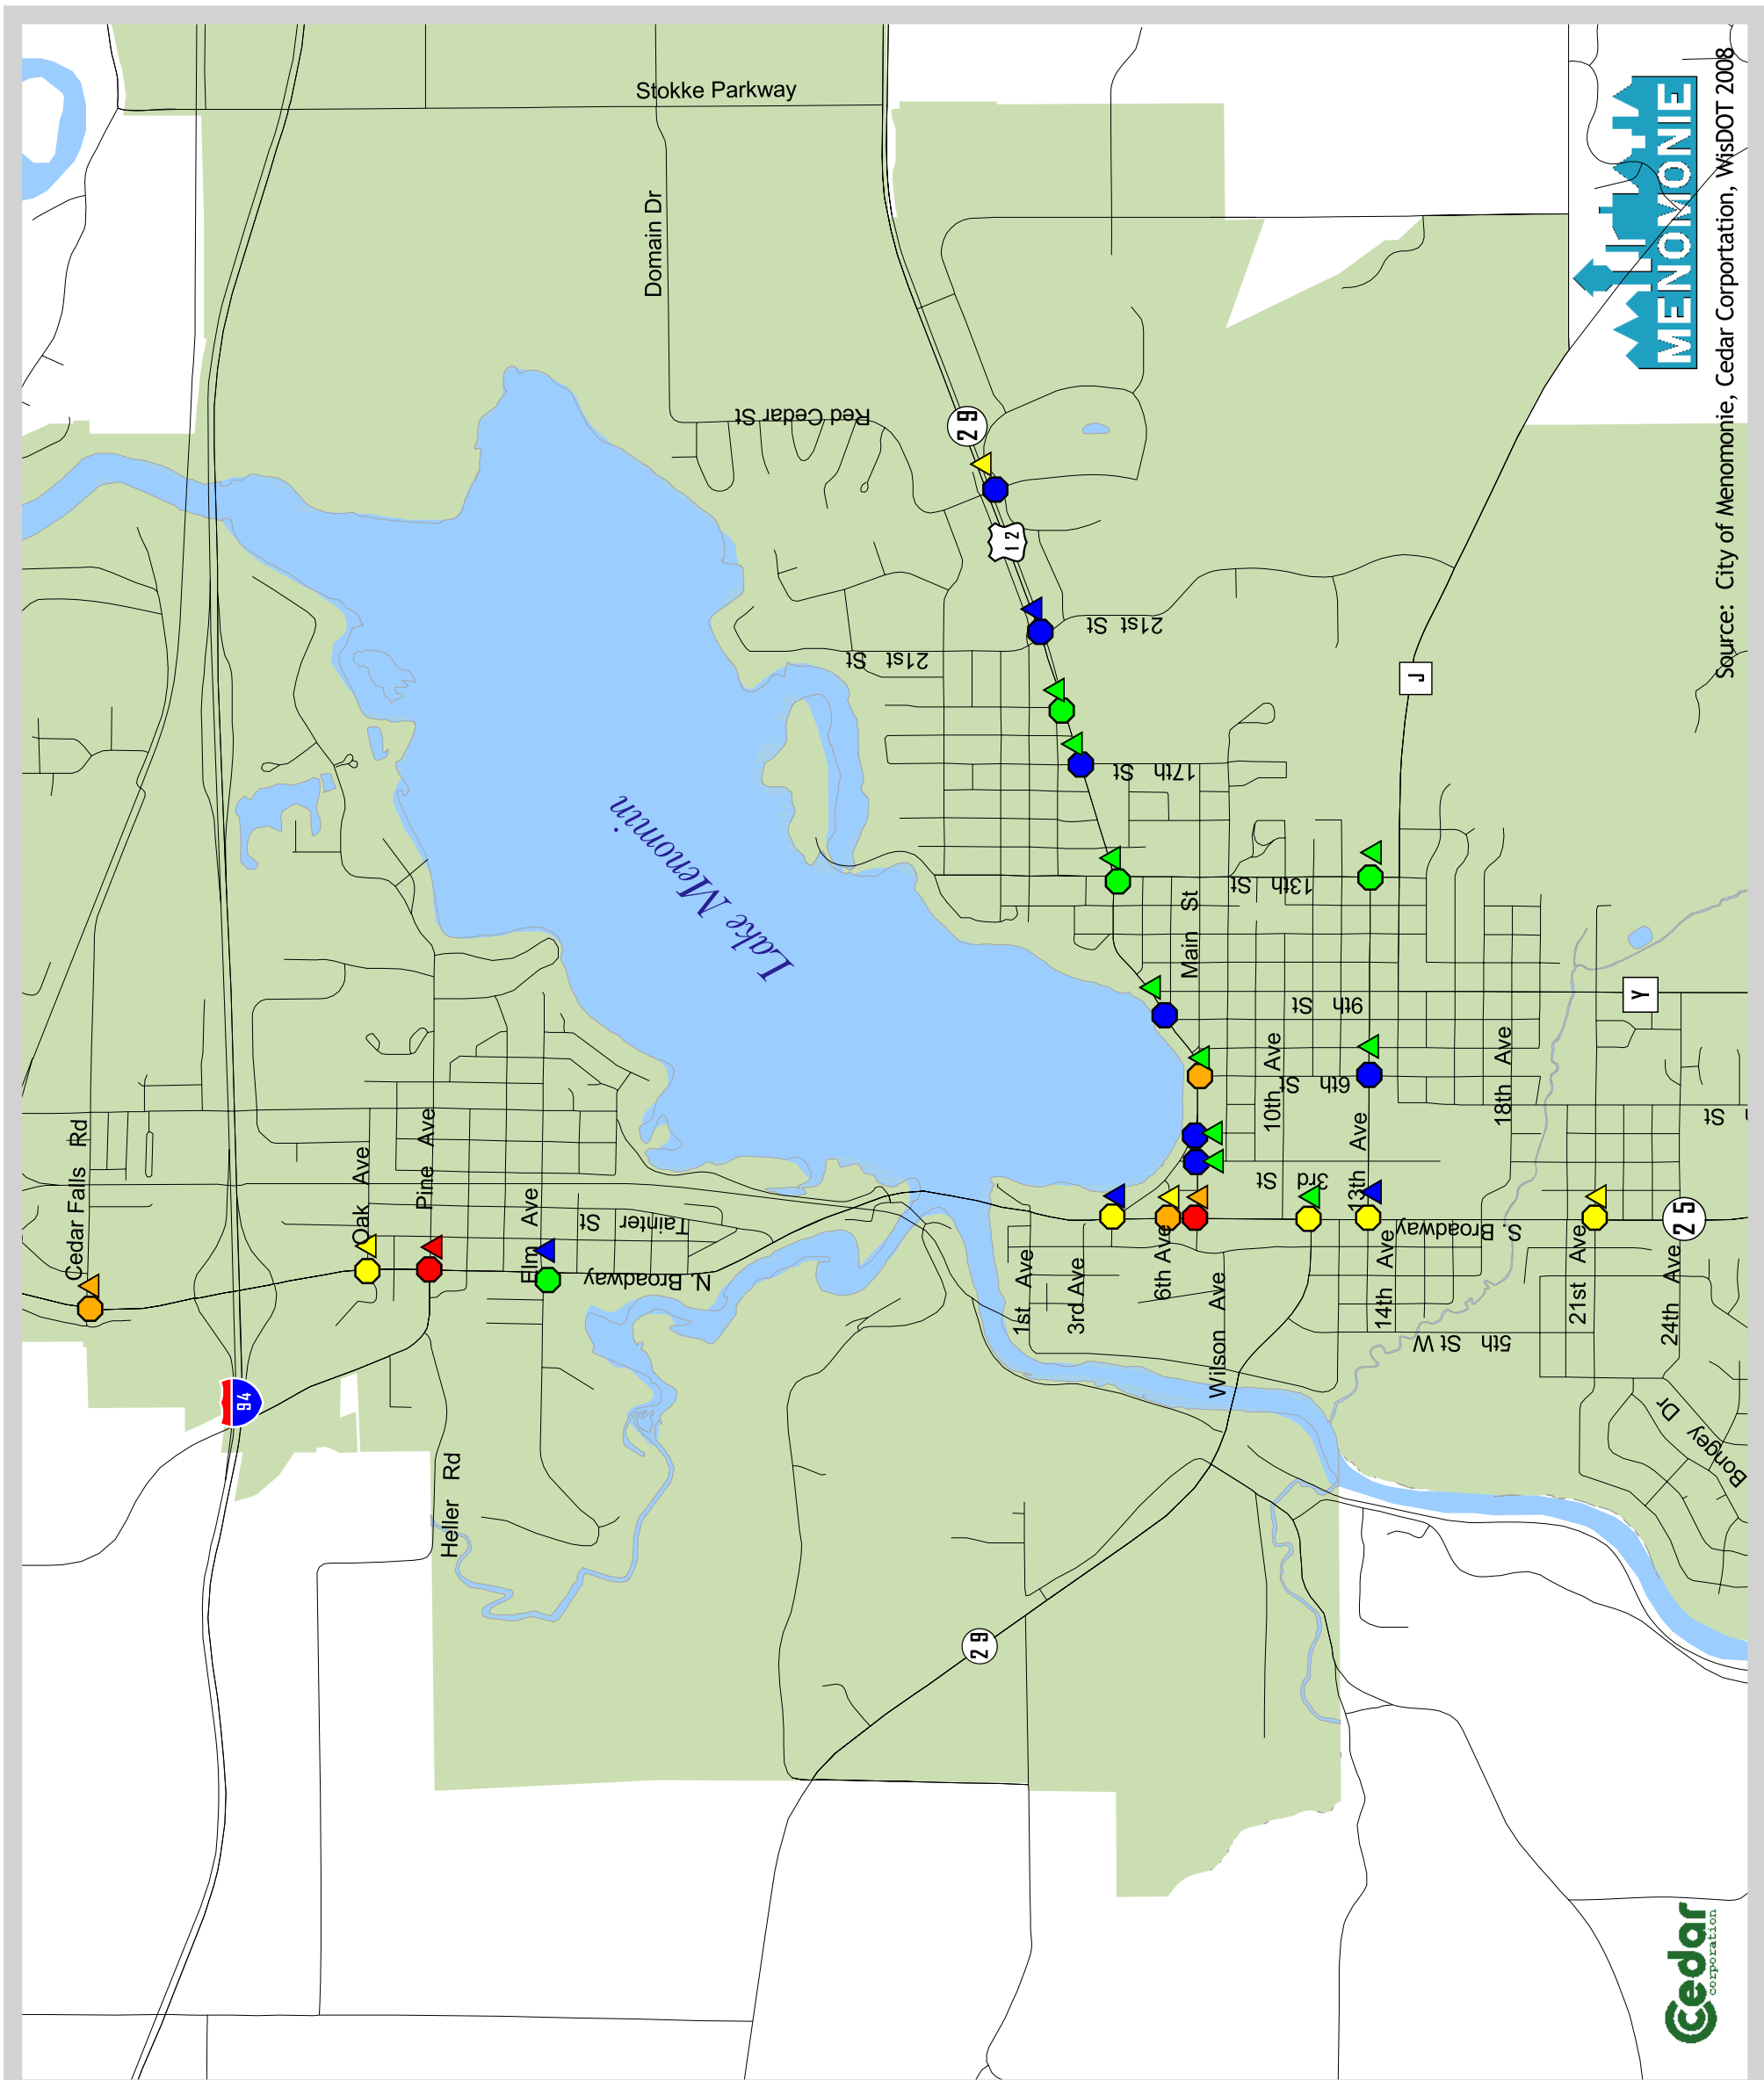 Stokke Parkway
Domain Dr
Red Cedar St
29
12
21st St
21st St
J
17th St
Lake Menomin
13th St
Main St
9th St
Y
6th St
10th Ave
18th Ave
13th Ave
3rd St
St
Cedar Falls Rd
Oak Ave
Pine Ave
Elm Ave
Tainter St
N. Broadway
S. Broadway
25
1st Ave
3rd Ave
6th Ave
Wilson Ave
14th Ave
21st Ave
24th Ave
5th St W
Bongey Dr
94
Heller Rd
29
MENOMONIE
Source: City of Menomonie, Cedar Corportation, WisDOT 2008
Cedar
corporation